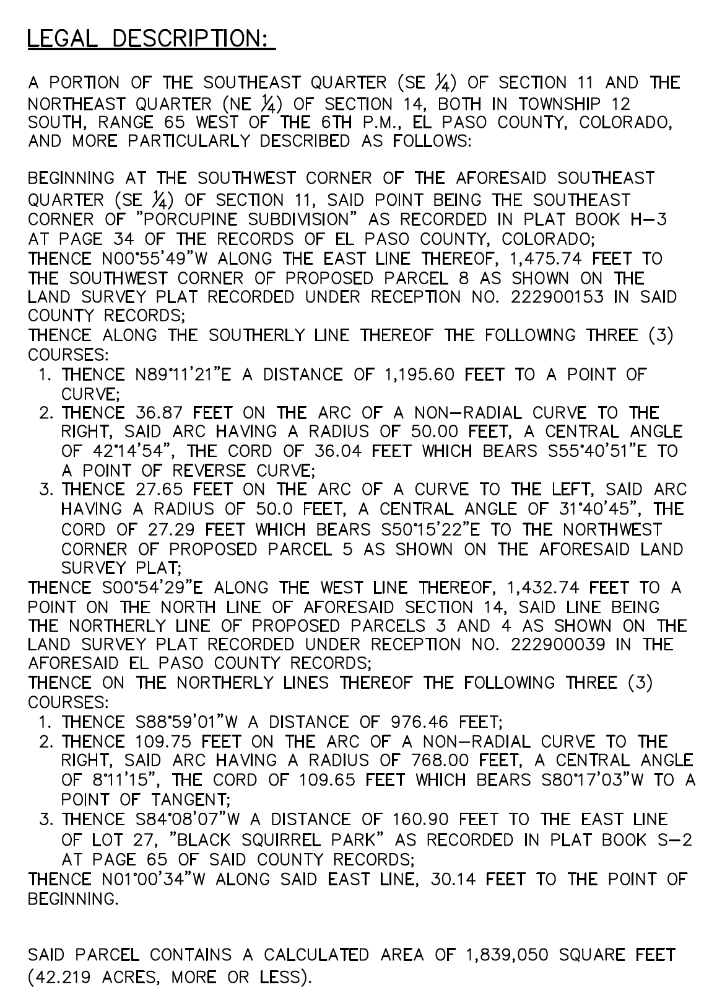 LEGAL DESCRIPTION:
A PORTION OF THE SOUTHEAST QUARTER (SE ¼) OF SECTION 11 AND THE
NORTHEAST QUARTER (NE ¼) OF SECTION 14, BOTH IN TOWNSHIP 12
SOUTH, RANGE 65 WEST OF THE 6TH P.M., EL PASO COUNTY, COLORADO,
AND MORE PARTICULARLY DESCRIBED AS FOLLOWS:
BEGINNING AT THE SOUTHWEST CORNER OF THE AFORESAID SOUTHEAST
QUARTER (SE ¼) OF SECTION 11, SAID POINT BEING THE SOUTHEAST
CORNER OF "PORCUPINE SUBDIVISION" AS RECORDED IN PLAT BOOK H-3
AT PAGE 34 OF THE RECORDS OF EL PASO COUNTY, COLORADO;
THENCE N00°55'49"W ALONG THE EAST LINE THEREOF, 1,475.74 FEET TO
THE SOUTHWEST CORNER OF PROPOSED PARCEL 8 AS SHOWN ON THE
LAND SURVEY PLAT RECORDED UNDER RECEPTION NO. 222900153 IN SAID
COUNTY RECORDS;
THENCE ALONG THE SOUTHERLY LINE THEREOF THE FOLLOWING THREE (3)
COURSES:
1. THENCE N89°11'21"E A DISTANCE OF 1,195.60 FEET TO A POINT OF
CURVE;
2. THENCE 36.87 FEET ON THE ARC OF A NON-RADIAL CURVE TO THE
RIGHT, SAID ARC HAVING A RADIUS OF 50.00 FEET, A CENTRAL ANGLE
OF 42°14'54", THE CORD OF 36.04 FEET WHICH BEARS S55°40'51"E TO
A POINT OF REVERSE CURVE;
3. THENCE 27.65 FEET ON THE ARC OF A CURVE TO THE LEFT, SAID ARC
HAVING A RADIUS OF 50.0 FEET, A CENTRAL ANGLE OF 31°40'45", THE
CORD OF 27.29 FEET WHICH BEARS S50°15'22"E TO THE NORTHWEST
CORNER OF PROPOSED PARCEL 5 AS SHOWN ON THE AFORESAID LAND
SURVEY PLAT;
THENCE S00°54'29"E ALONG THE WEST LINE THEREOF, 1,432.74 FEET TO A
POINT ON THE NORTH LINE OF AFORESAID SECTION 14, SAID LINE BEING
THE NORTHERLY LINE OF PROPOSED PARCELS 3 AND 4 AS SHOWN ON THE
LAND SURVEY PLAT RECORDED UNDER RECEPTION NO. 222900039 IN THE
AFORESAID EL PASO COUNTY RECORDS;
THENCE ON THE NORTHERLY LINES THEREOF THE FOLLOWING THREE (3)
COURSES:
1. THENCE S88°59'01"W A DISTANCE OF 976.46 FEET;
2. THENCE 109.75 FEET ON THE ARC OF A NON-RADIAL CURVE TO THE
RIGHT, SAID ARC HAVING A RADIUS OF 768.00 FEET, A CENTRAL ANGLE
OF 8°11'15", THE CORD OF 109.65 FEET WHICH BEARS S80°17'03"W TO A
POINT OF TANGENT;
3. THENCE S84°08'07"W A DISTANCE OF 160.90 FEET TO THE EAST LINE
OF LOT 27, "BLACK SQUIRREL PARK" AS RECORDED IN PLAT BOOK S-2
AT PAGE 65 OF SAID COUNTY RECORDS;
THENCE N01°00'34"W ALONG SAID EAST LINE, 30.14 FEET TO THE POINT OF
BEGINNING.
SAID PARCEL CONTAINS A CALCULATED AREA OF 1,839,050 SQUARE FEET
(42.219 ACRES, MORE OR LESS).